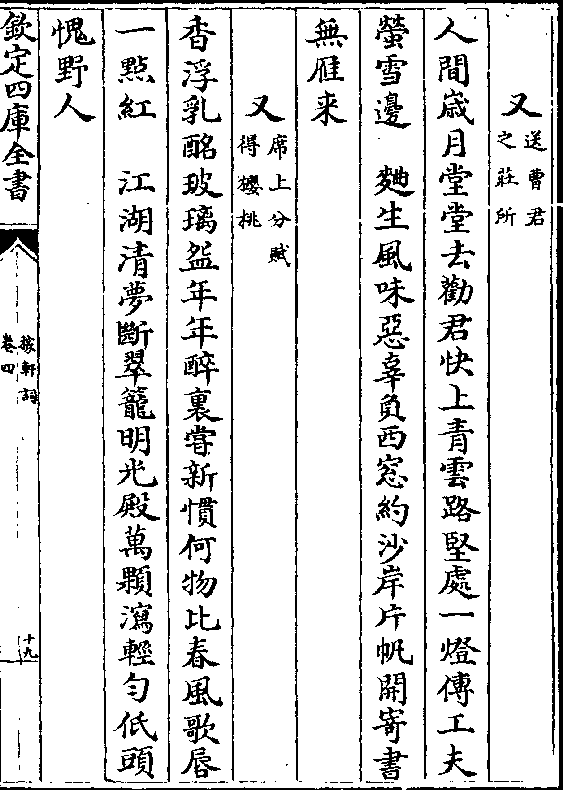 又送曹君之莊所
人間嵗月堂堂去勸君快上青雲路堅處一燈傳工夫
螢雪邊　麯生風味惡辜負西窓約沙岸片帆開寄書
無雁来
又席上分賦得櫻桃
香浮乳酪玻璃盌年年醉裏甞新慣何物比春風歌唇
一點紅　江湖清夢斷翠籠明光殿萬顆瀉輕匀低頭
愧野人
欽定四庫全書
稼軒詞
卷四
十九